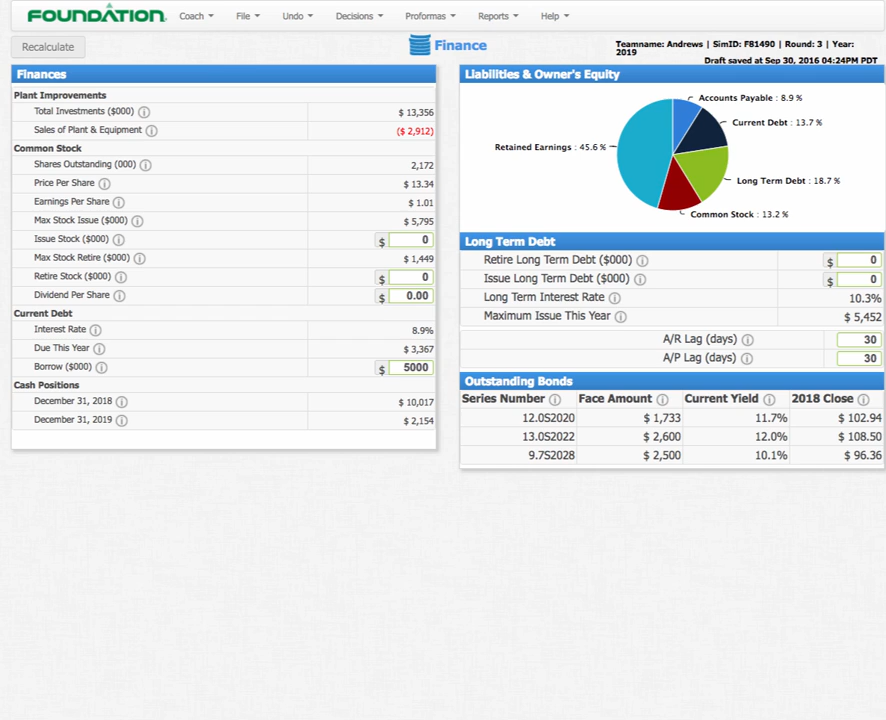 FOUNDATION. Coach File Undo Decisions Proformas Reports Help
Recalculate
Finance
Teamname: Andrews | SimID: F81490 | Round: 3 | Year: 2019
Draft saved at Sep 30, 2016 04:24PM PDT
Finances
Plant Improvements
Total Investments ($000) $ 13,356
Sales of Plant & Equipment ($ 2,912)
Common Stock
Shares Outstanding (000) 2,172
Price Per Share $ 13.34
Earnings Per Share $ 1.01
Max Stock Issue ($000) $ 5,795
Issue Stock ($000) $ 0
Max Stock Retire ($000) $ 1,449
Retire Stock ($000) $ 0
Dividend Per Share $ 0.00
Current Debt
Interest Rate 8.9%
Due This Year $ 3,367
Borrow ($000) $ 5000
Cash Positions
December 31, 2018 $ 10,017
December 31, 2019 $ 2,154
Liabilities & Owner's Equity
Accounts Payable : 8.9 %
Current Debt : 13.7 %
Retained Earnings : 45.6 %
Long Term Debt : 18.7 %
Common Stock : 13.2 %
Long Term Debt
Retire Long Term Debt ($000) $ 0
Issue Long Term Debt ($000) $ 0
Long Term Interest Rate 10.3%
Maximum Issue This Year $ 5,452
A/R Lag (days) 30
A/P Lag (days) 30
Outstanding Bonds
Series Number Face Amount Current Yield 2018 Close
12.0S2020 $ 1,733 11.7% $ 102.94
13.0S2022 $ 2,600 12.0% $ 108.50
9.7S2028 $ 2,500 10.1% $ 96.36